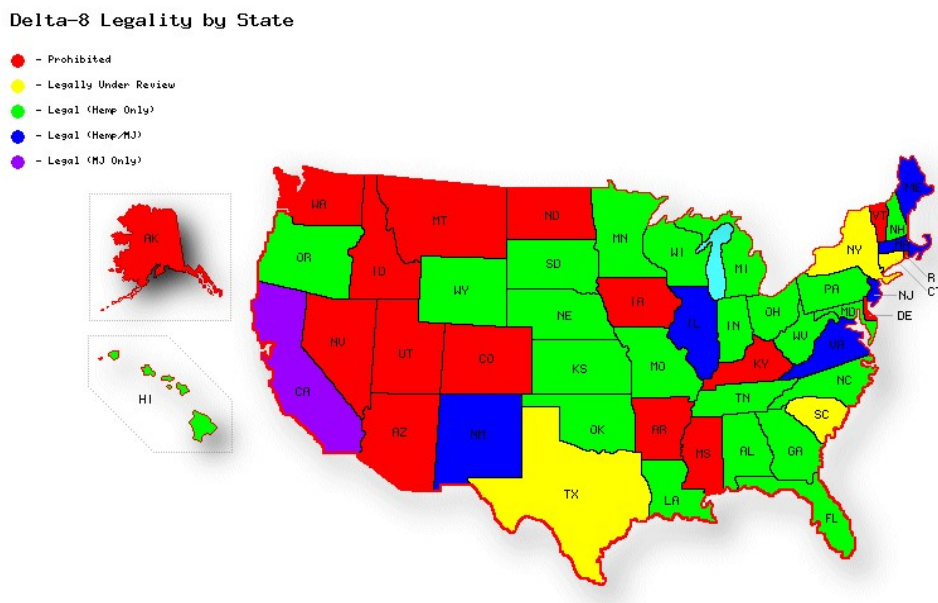 Delta-8 Legality by State
- Prohibited
- Legally Under Review
- Legal (Hemp Only)
- Legal (Hemp/MJ)
- Legal (MJ Only)
WA
MT
ND
MN
ME
VT
NH
AK
OR
ID
SD
WI
MI
NY
MA
R
CT
WY
IA
PA
NJ
NE
IL
IN
OH
MD
DE
NV
UT
CO
KS
MO
WV
VA
KY
CA
HI
AZ
NM
OK
AR
TN
NC
SC
MS
AL
GA
TX
LA
FL